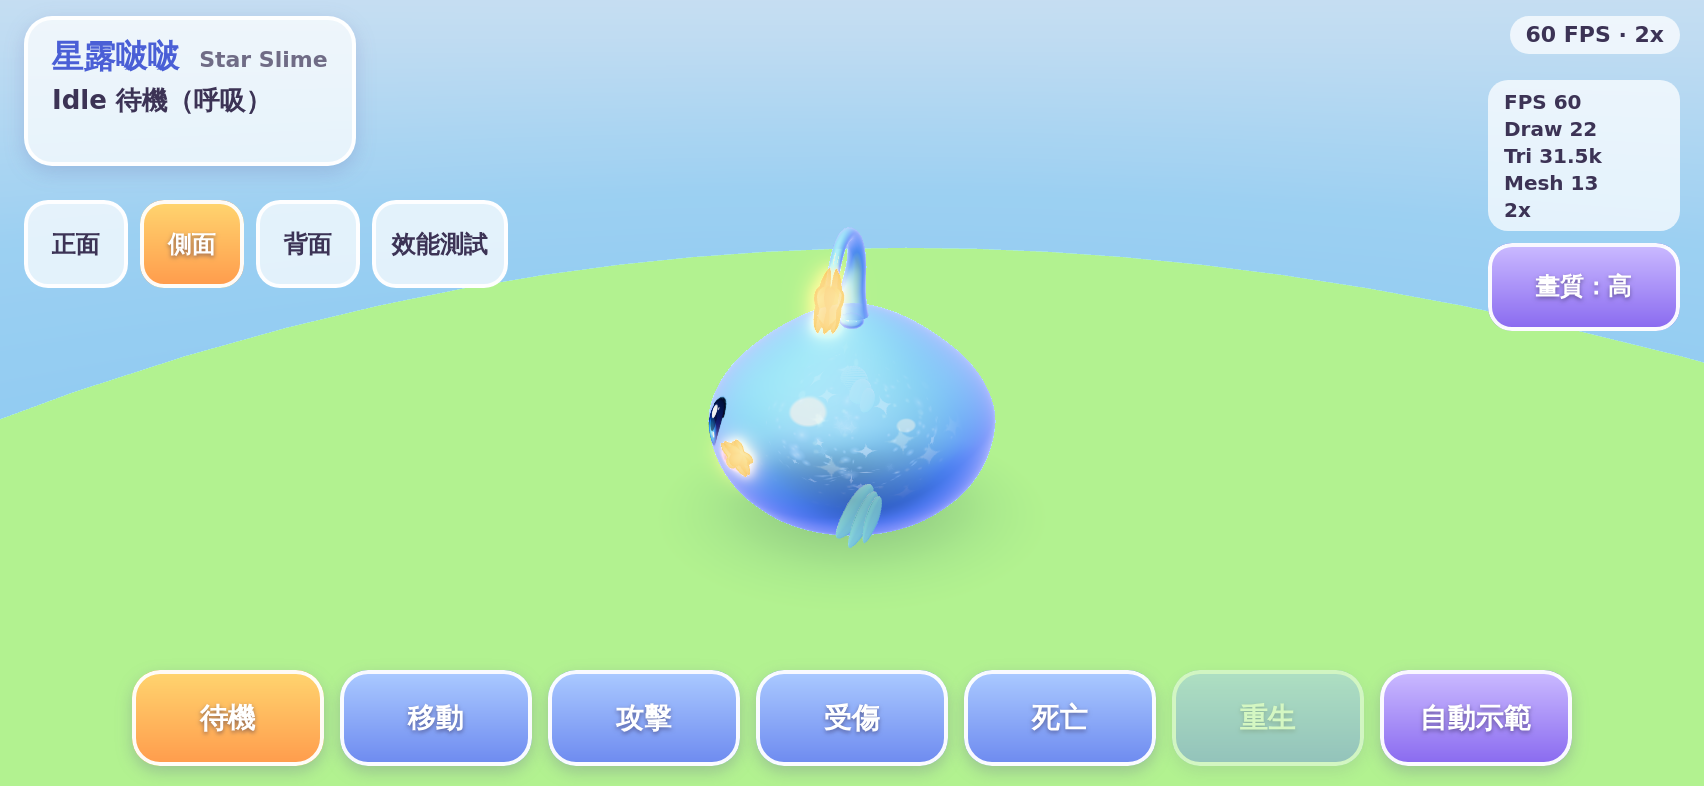 星露啵啵 Star Slime
Idle 待機（呼吸）
60 FPS · 2x
FPS 60
Draw 22
Tri 31.5k
Mesh 13
2x
正面
側面
背面
效能測試
畫質：高
待機
移動
攻擊
受傷
死亡
重生
自動示範